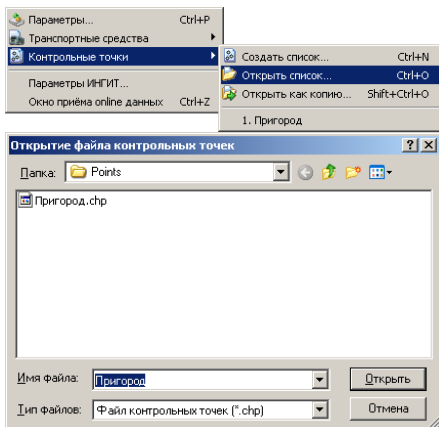 Параметры... Ctrl+P
Транспортные средства
Контрольные точки
Параметры ИНГИТ...
Окно приёма online данных Ctrl+Z
Создать список... Ctrl+N
Открыть список... Ctrl+O
Открыть как копию... Shift+Ctrl+O
1. Пригород
Открытие файла контрольных точек
Папка: Points
Пригород.chp
Имя файла: Пригород Открыть
Тип файлов: Файл контрольных точек (*.chp) Отмена